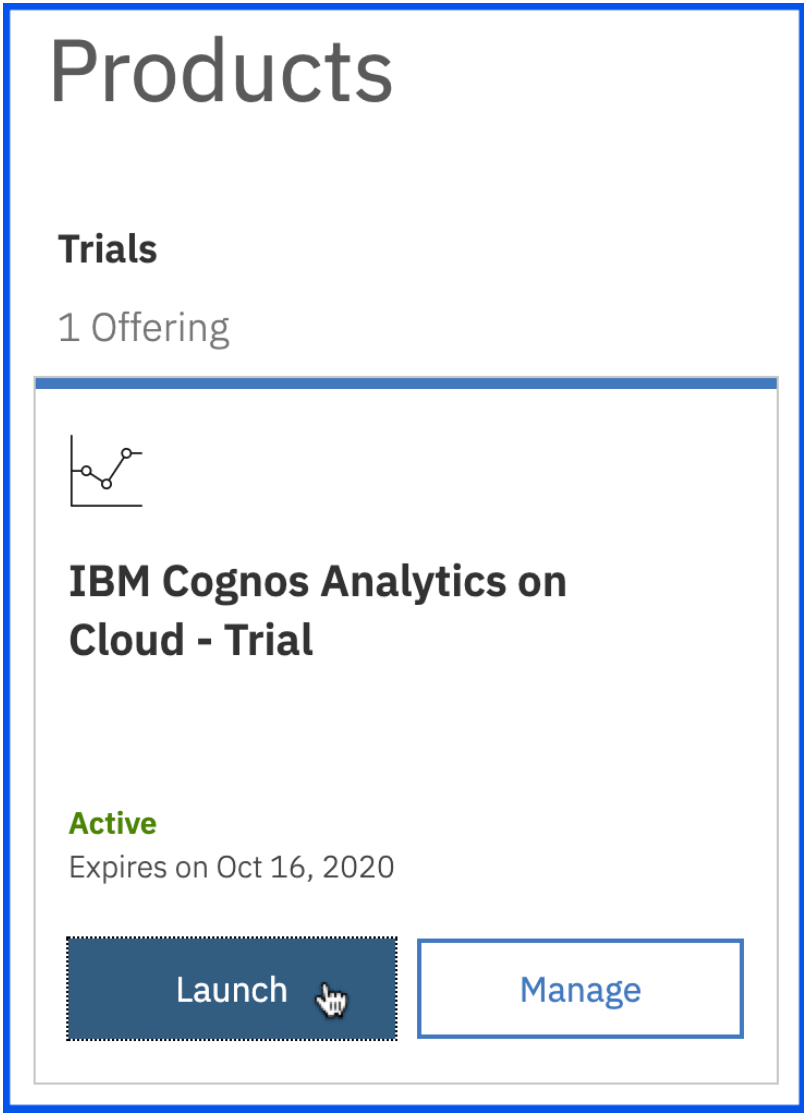 Products
Trials
1 Offering
IBM Cognos Analytics on
Cloud - Trial
Active
Expires on Oct 16, 2020
Launch
Manage